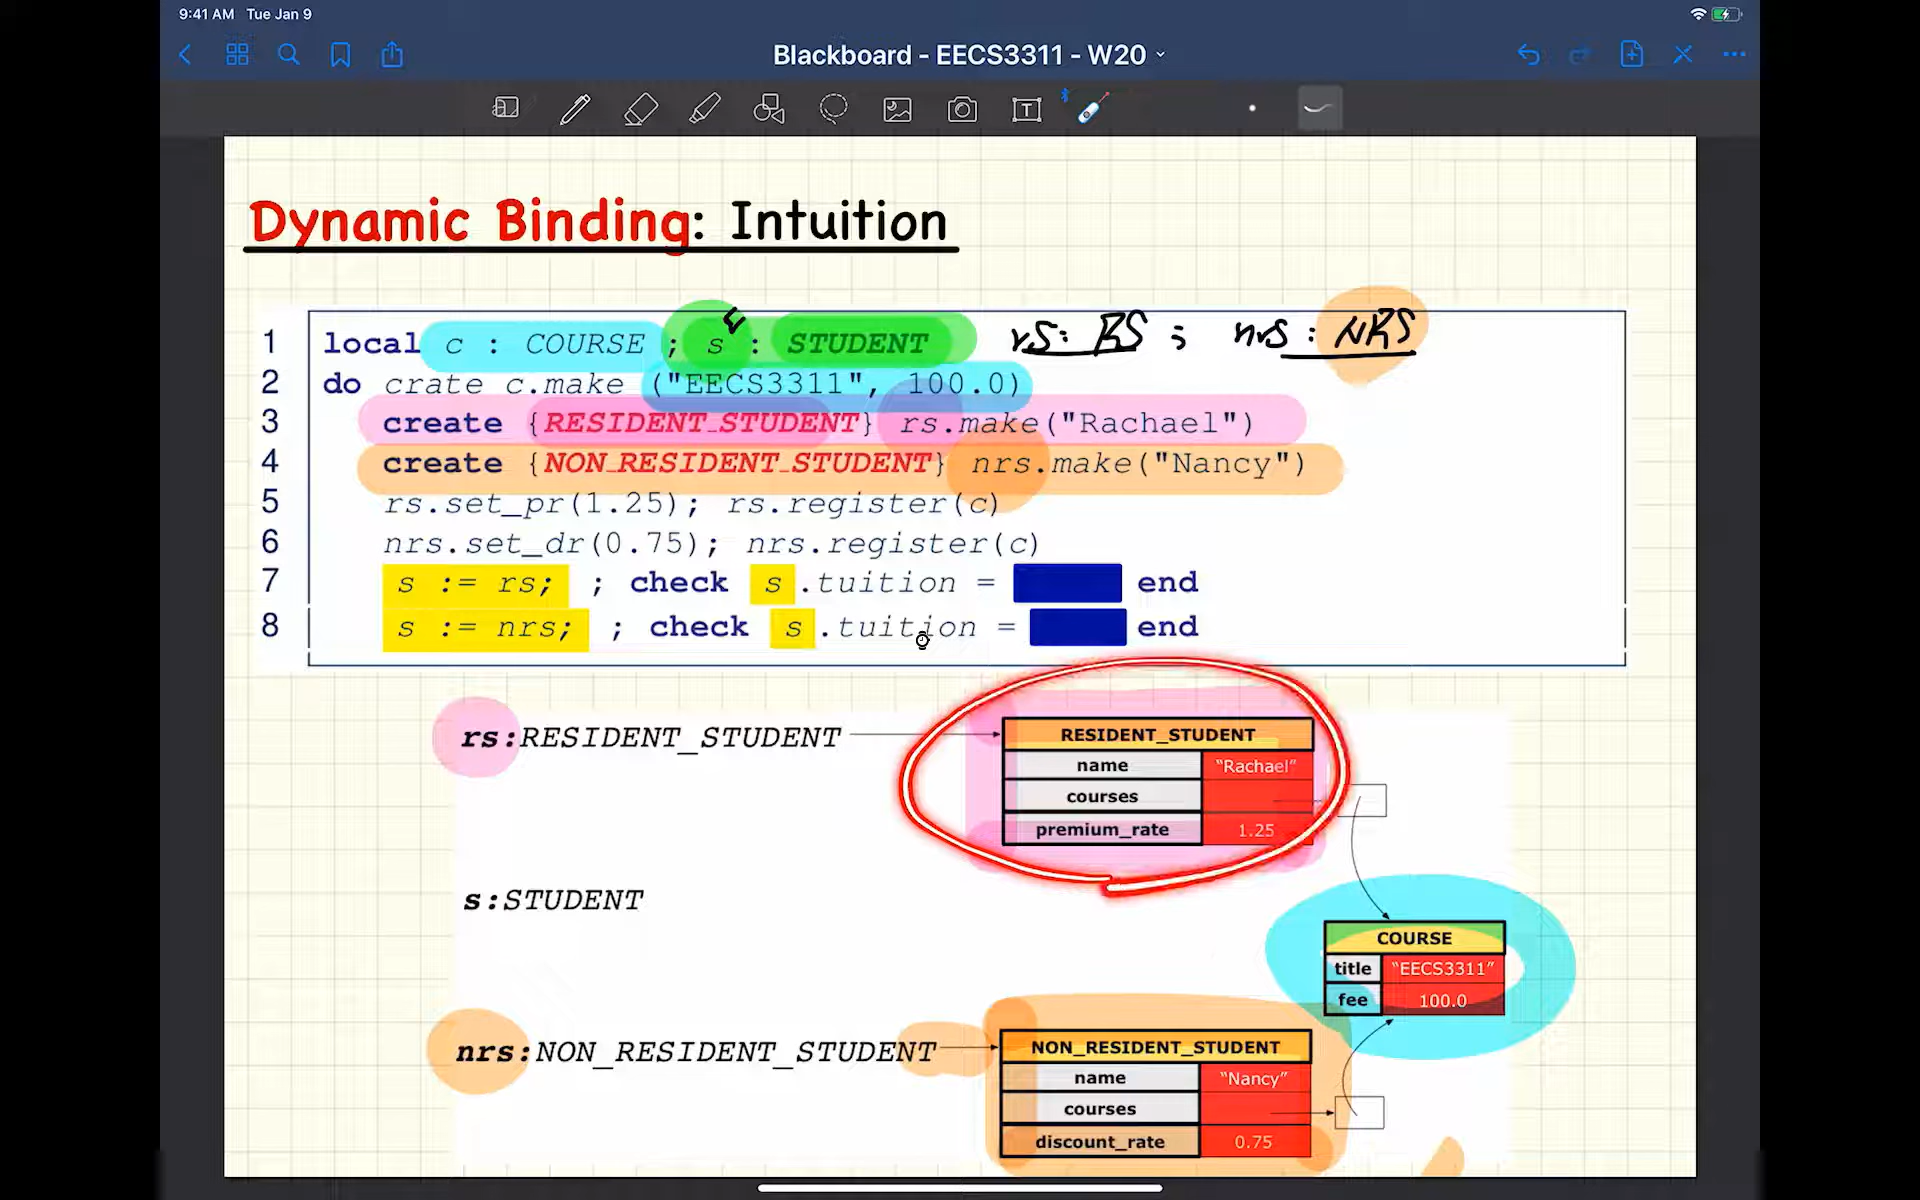 9:41 AM Tue Jan 9
Blackboard - EECS3311 - W20
T
Dynamic Binding: Intuition
1 local c : COURSE ; s : STUDENT rs: RS ; nrs : NRS
2 do crate c.make ("EECS3311", 100.0)
3 create {RESIDENT_STUDENT} rs.make("Rachael")
4 create {NON_RESIDENT_STUDENT} nrs.make("Nancy")
5 rs.set_pr(1.25); rs.register(c)
6 nrs.set_dr(0.75); nrs.register(c)
7 s := rs; ; check s.tuition = end
8 s := nrs; ; check s.tuition = end
rs:RESIDENT_STUDENT
RESIDENT_STUDENT
name "Rachael"
courses
premium_rate 1.25
s:STUDENT
COURSE
title "EECS3311"
fee 100.0
nrs:NON_RESIDENT_STUDENT
NON_RESIDENT_STUDENT
name "Nancy"
courses
discount_rate 0.75